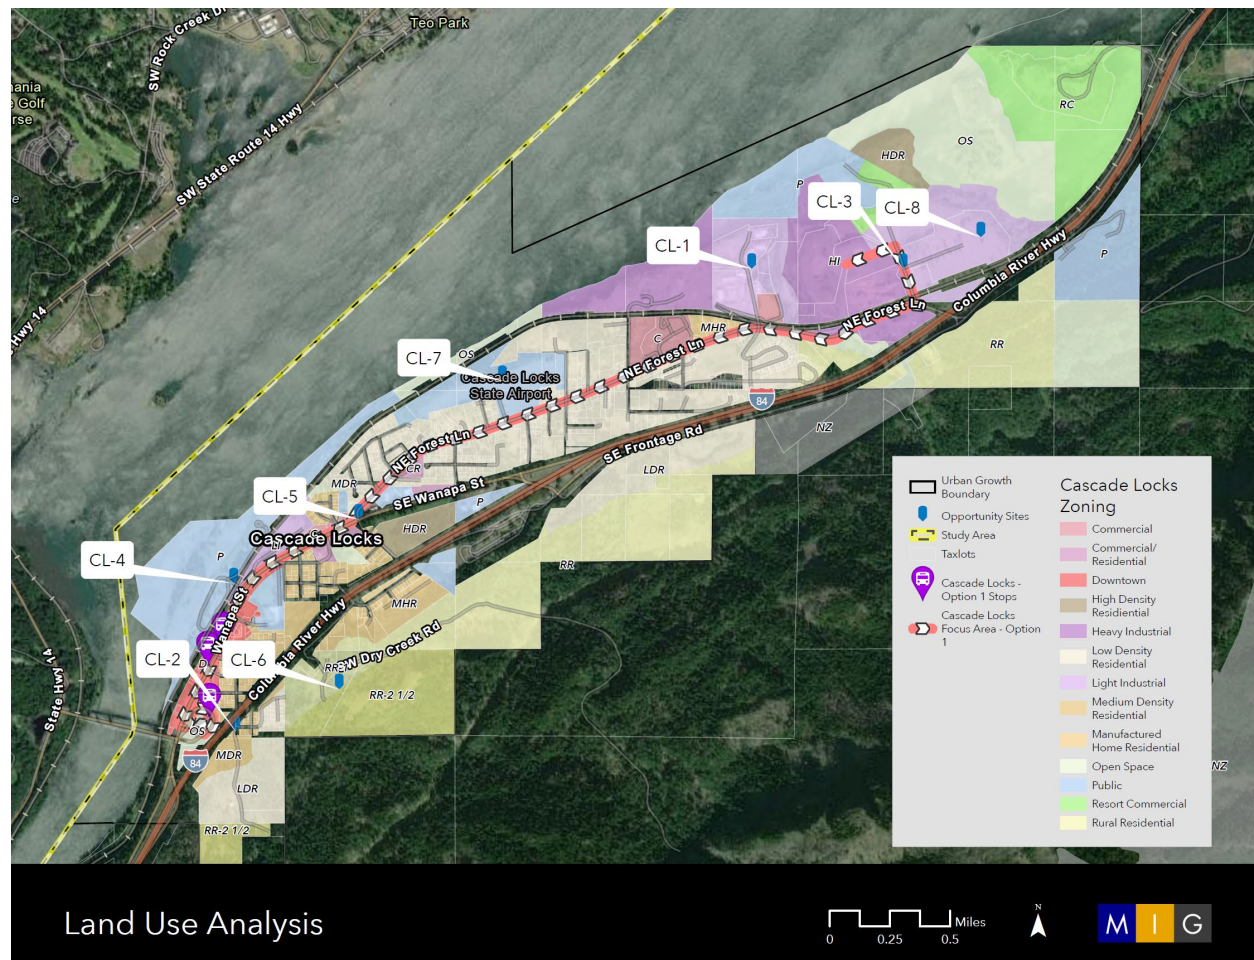 Teo Park
SW Rock Creek Dr
ania
Golf
rse
SW State Route 14 Hwy
Hwy 14
RC
OS
HDR
P
CL-3
CL-8
CL-1
HI
P
Columbia River Hwy
NE Forest Ln
MHR
C
NE Forest Ln
RR
OS
CL-7
Cascade Locks
State Airport
84
NZ
NE Forest Ln
SE Frontage Rd
LDR
CR
MDR
SE Wanapa St
P
CL-5
HDR
Cascade Locks
P
CL-4
RR
MHR
Wanapa St
Columbia River Hwy
SW Dry Creek Rd
CL-2
CL-6
D
RR-2 1/2
State Hwy 14
OS
MDR
84
LDR
RR-2 1/2
NZ
Urban Growth
Boundary
Opportunity Sites
Study Area
Taxlots
Cascade Locks -
Option 1 Stops
Cascade Locks
Focus Area - Option
1
Cascade Locks
Zoning
Commercial
Commercial/
Residential
Downtown
High Density
Residiential
Heavy Industrial
Low Density
Residential
Light Industrial
Medium Density
Residential
Manufactured
Home Residential
Open Space
Public
Resort Commercial
Rural Residential
Land Use Analysis
Miles
0
0.25
0.5
N
M I G